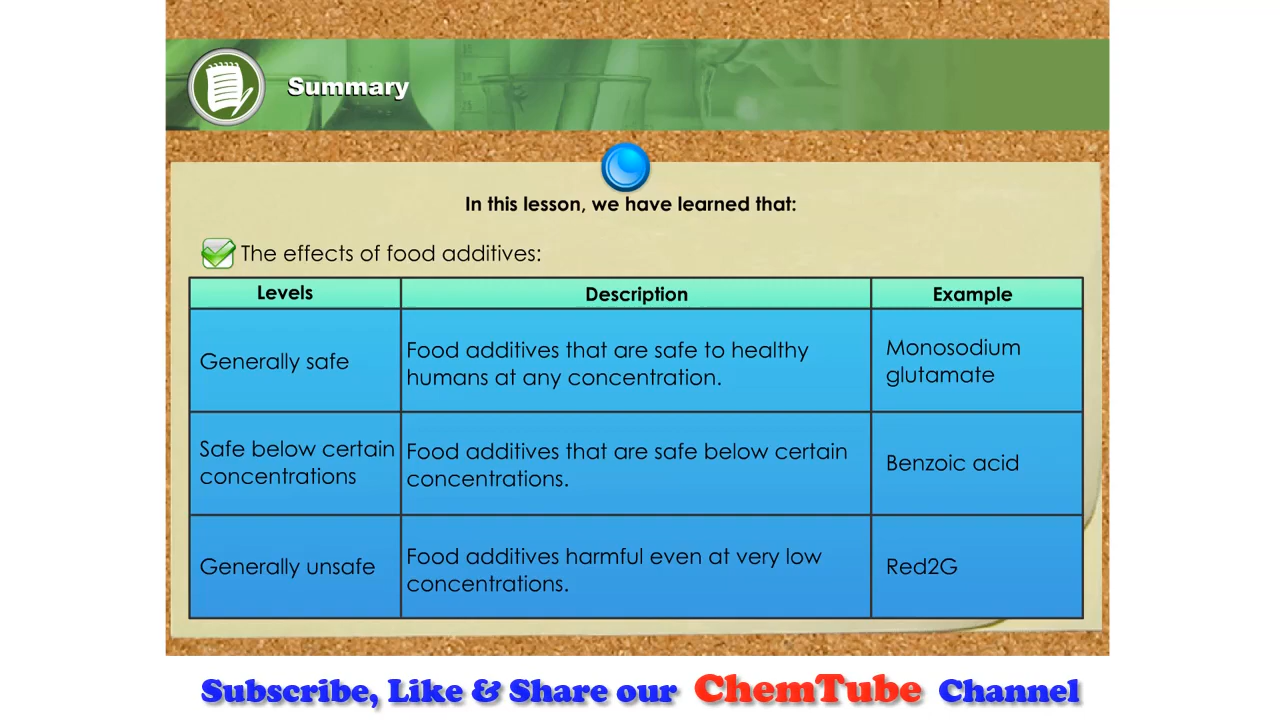 Summary
In this lesson, we have learned that:
The effects of food additives:
Levels Description Example
Generally safe
Food additives that are safe to healthy
humans at any concentration.
Monosodium
glutamate
Safe below certain
concentrations
Food additives that are safe below certain
concentrations.
Benzoic acid
Generally unsafe
Food additives harmful even at very low
concentrations.
Red2G
Subscribe, Like & Share our ChemTube Channel